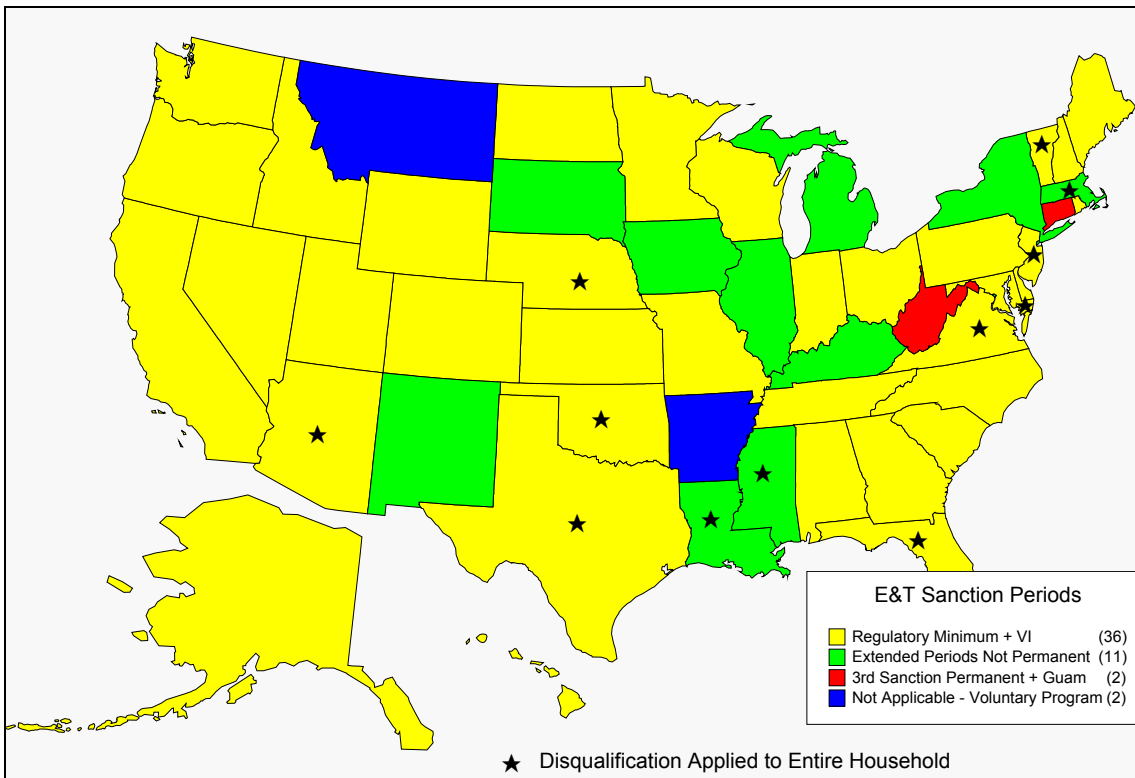 E&T Sanction Periods
Regulatory Minimum + VI (36)
Extended Periods Not Permanent (11)
3rd Sanction Permanent + Guam (2)
Not Applicable - Voluntary Program (2)
Disqualification Applied to Entire Household